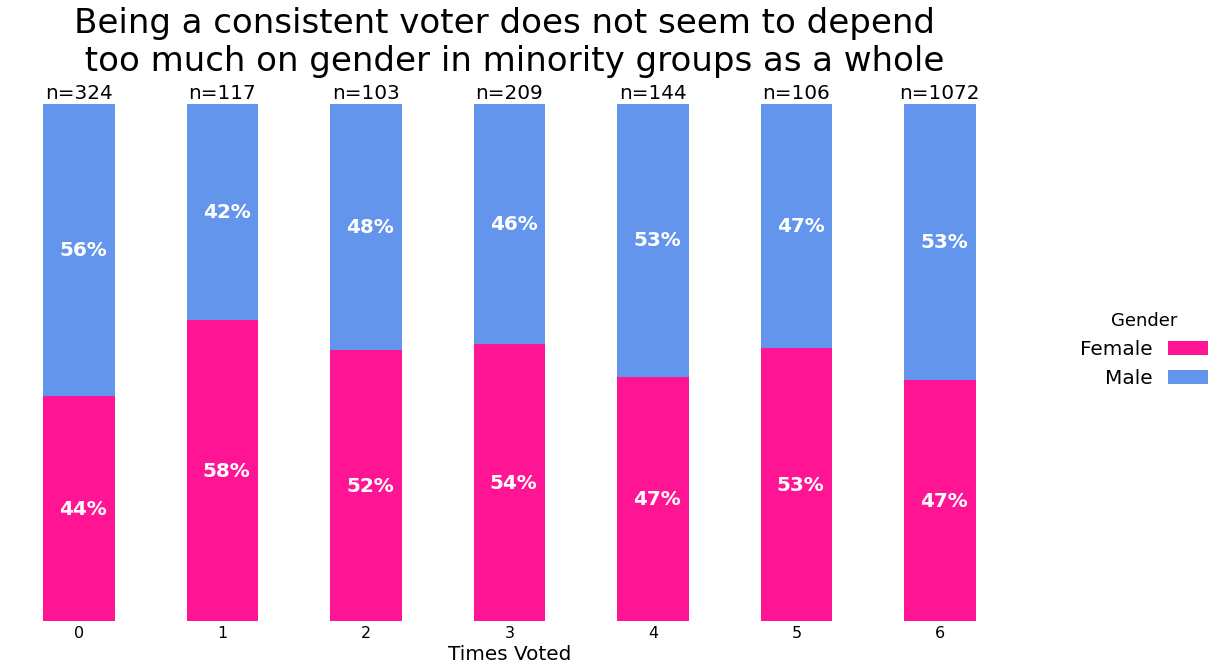 Being a consistent voter does not seem to depend
too much on gender in minority groups as a whole
n=324 n=117 n=103 n=209 n=144 n=106 n=1072
56% 42% 48% 46% 53% 47% 53%
44% 58% 52% 54% 47% 53% 47%
0 1 2 3 4 5 6
Times Voted
Gender
Female
Male